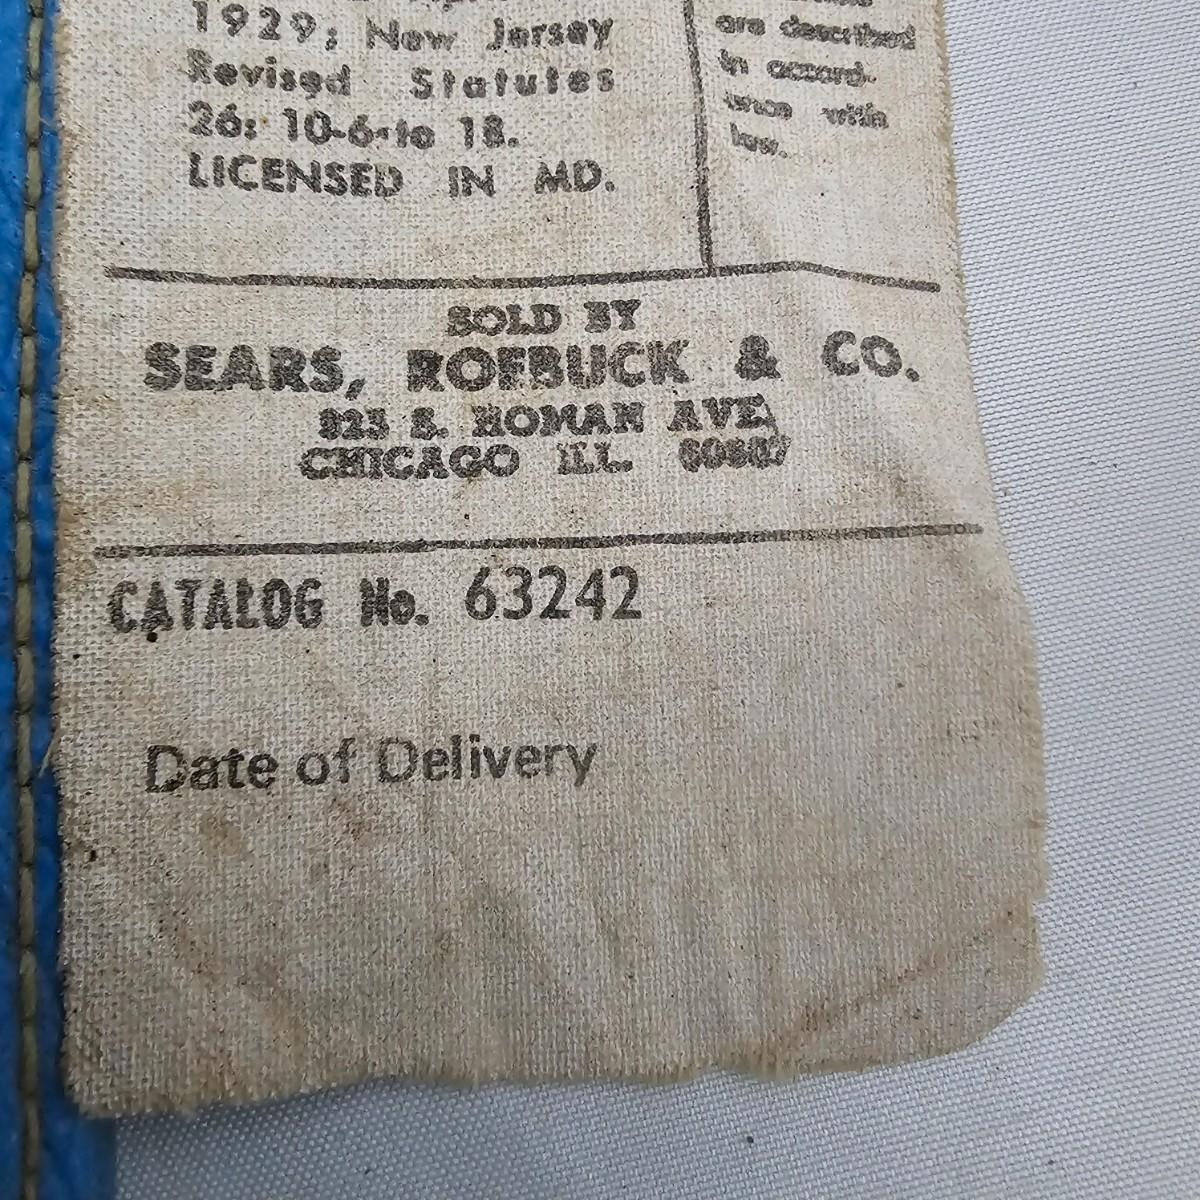 1929; New Jersey
Revised Statutes
26: 10-6-to 18.
LICENSED IN MD.
are described
in accord-
ance with
law.
SOLD BY
SEARS, ROEBUCK & CO.
925 S. HOMAN AVE.
CHICAGO ILL. 60607
CATALOG No. 63242
Date of Delivery